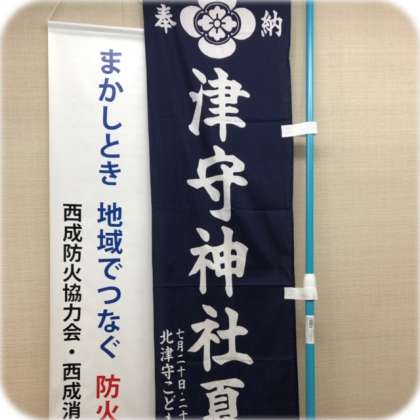 奉納
津守神社夏
七月二十日・二十
北津守こど
まかしとき 地域でつなぐ 防火
西成防火協力会・西成消